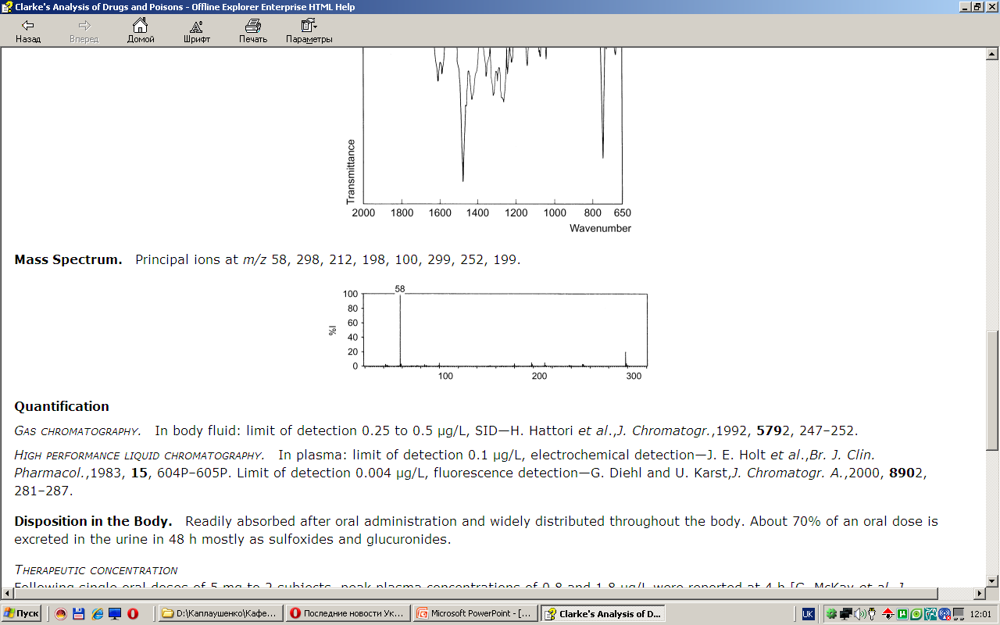 Clarke's Analysis of Drugs and Poisons - Offline Explorer Enterprise HTML Help
Назад
Вперед
Домой
Шрифт
Печать
Параметры
Transmittance
2000 1800 1600 1400 1200 1000 800 650
Wavenumber
Mass Spectrum. Principal ions at m/z 58, 298, 212, 198, 100, 299, 252, 199.
58
100
80
60
40
20
0
%I
100 200 300
Quantification
GAS CHROMATOGRAPHY. In body fluid: limit of detection 0.25 to 0.5 µg/L, SID—H. Hattori et al.,J. Chromatogr.,1992, 5792, 247–252.
HIGH PERFORMANCE LIQUID CHROMATOGRAPHY. In plasma: limit of detection 0.1 µg/L, electrochemical detection—J. E. Holt et al.,Br. J. Clin.
Pharmacol.,1983, 15, 604P–605P. Limit of detection 0.004 µg/L, fluorescence detection—G. Diehl and U. Karst,J. Chromatogr. A.,2000, 8902,
281–287.
Disposition in the Body. Readily absorbed after oral administration and widely distributed throughout the body. About 70% of an oral dose is
excreted in the urine in 48 h mostly as sulfoxides and glucuronides.
THERAPEUTIC CONCENTRATION
Following single oral doses of 5 mg to 2 subjects, peak plasma concentrations of 0.8 and 1.8 µg/L were reported at 4 h [G. McKay et al. J.
Пуск
D:\Каплаушенко\Кафе...
Последние новости Ук...
Microsoft PowerPoint - [...
Clarke's Analysis of D...
UK
12:01